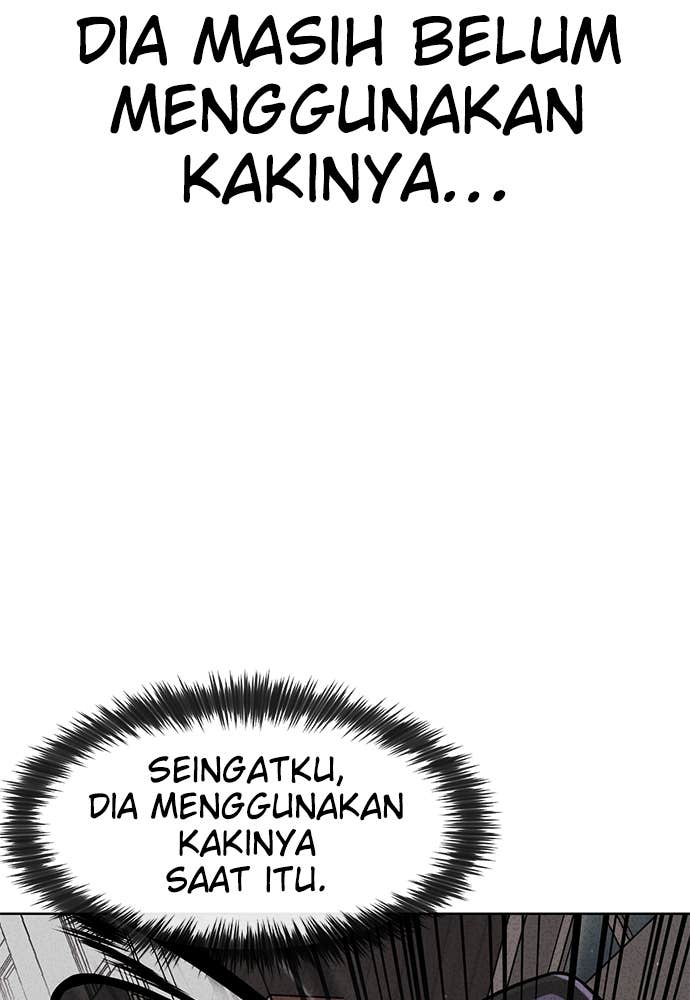 DIA MASIH BELUM
MENGGUNAKAN
KAKINYA...
SEINGATKU,
DIA MENGGUNAKAN
KAKINYA
SAAT ITU.